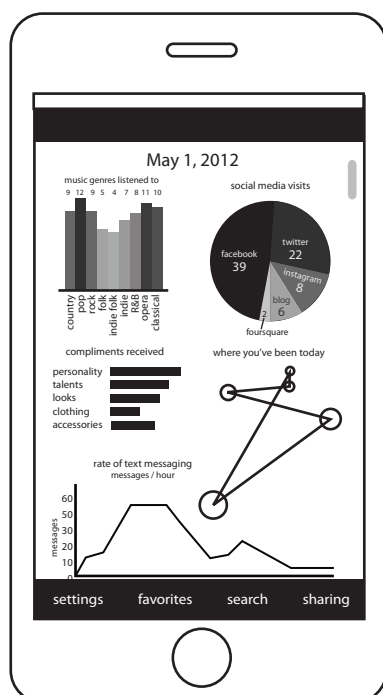 May 1, 2012
music genres listened to
9 12 9 5 4 7 8 11 10
country
pop
rock
folk
indie folk
indie
R&B
opera
classical
social media visits
facebook
39
twitter
22
instagram
8
blog
6
2
foursquare
compliments received
personality
talents
looks
clothing
accessories
where you've been today
rate of text messaging
messages / hour
messages
60
50
40
30
20
10
0
settings favorites search sharing